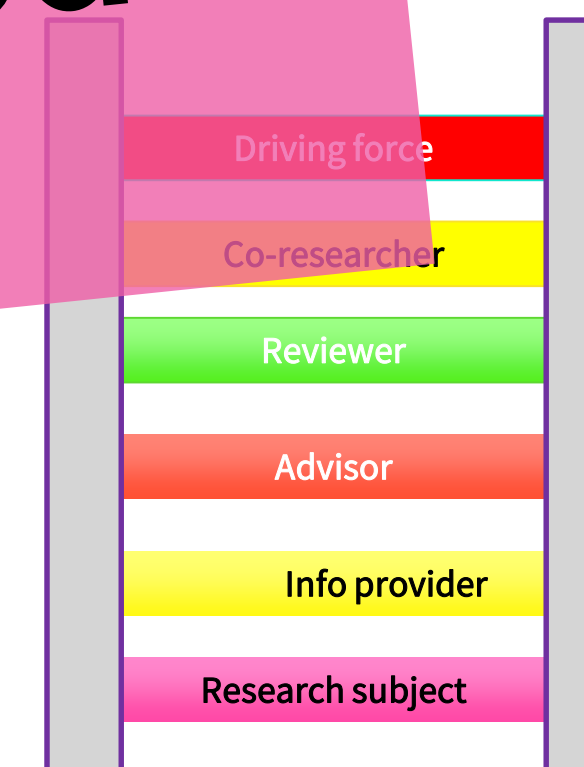 Driving force
Co-researcher
Reviewer
Advisor
Info provider
Research subject